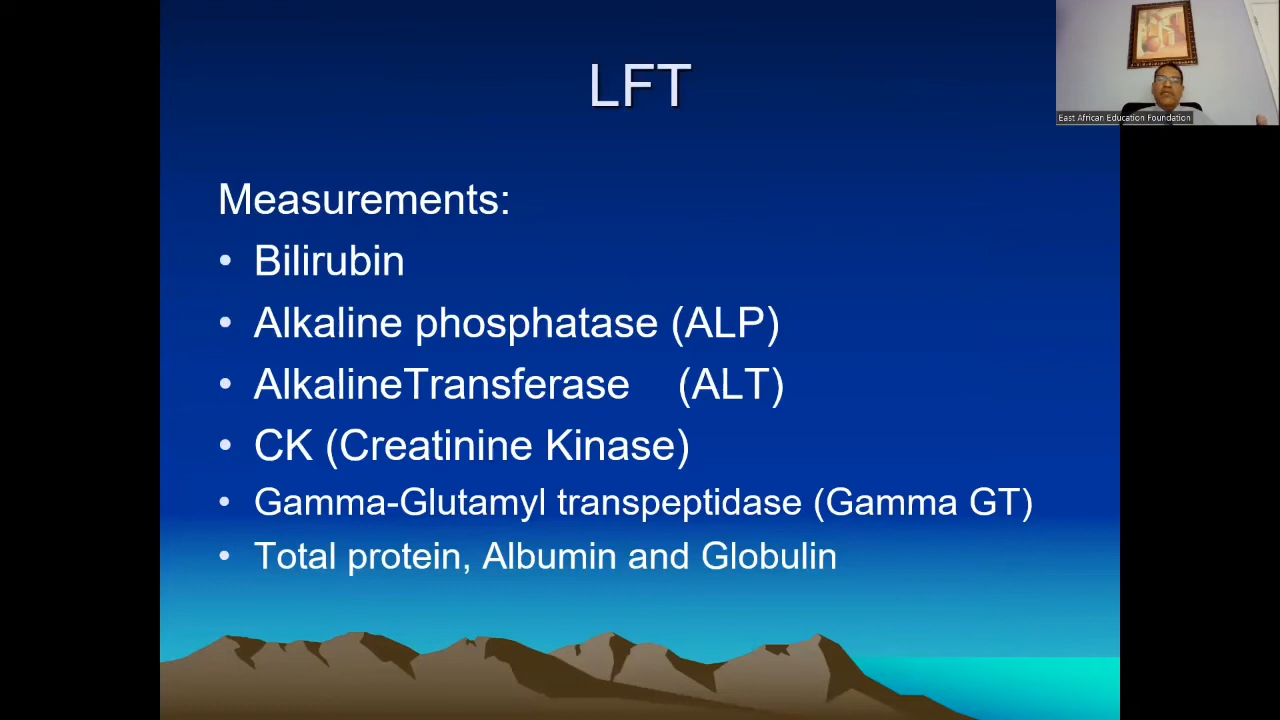 LFT
East African Education Foundation
Measurements:
• Bilirubin
• Alkaline phosphatase (ALP)
• AlkalineTransferase (ALT)
• CK (Creatinine Kinase)
• Gamma-Glutamyl transpeptidase (Gamma GT)
• Total protein, Albumin and Globulin